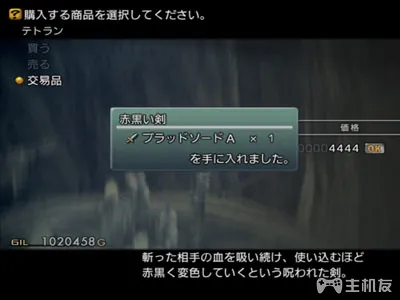 購入する商品を選択してください。
テトラン
買う
売る
交易品
赤黒い剣
ブラッドソードA × 1
を手に入れました。
価格
00004444 OK
GIL 1020458G
斬った相手の血を吸い続け、使い込むほど
赤黒く変色していくという呪われた剣。
主机友